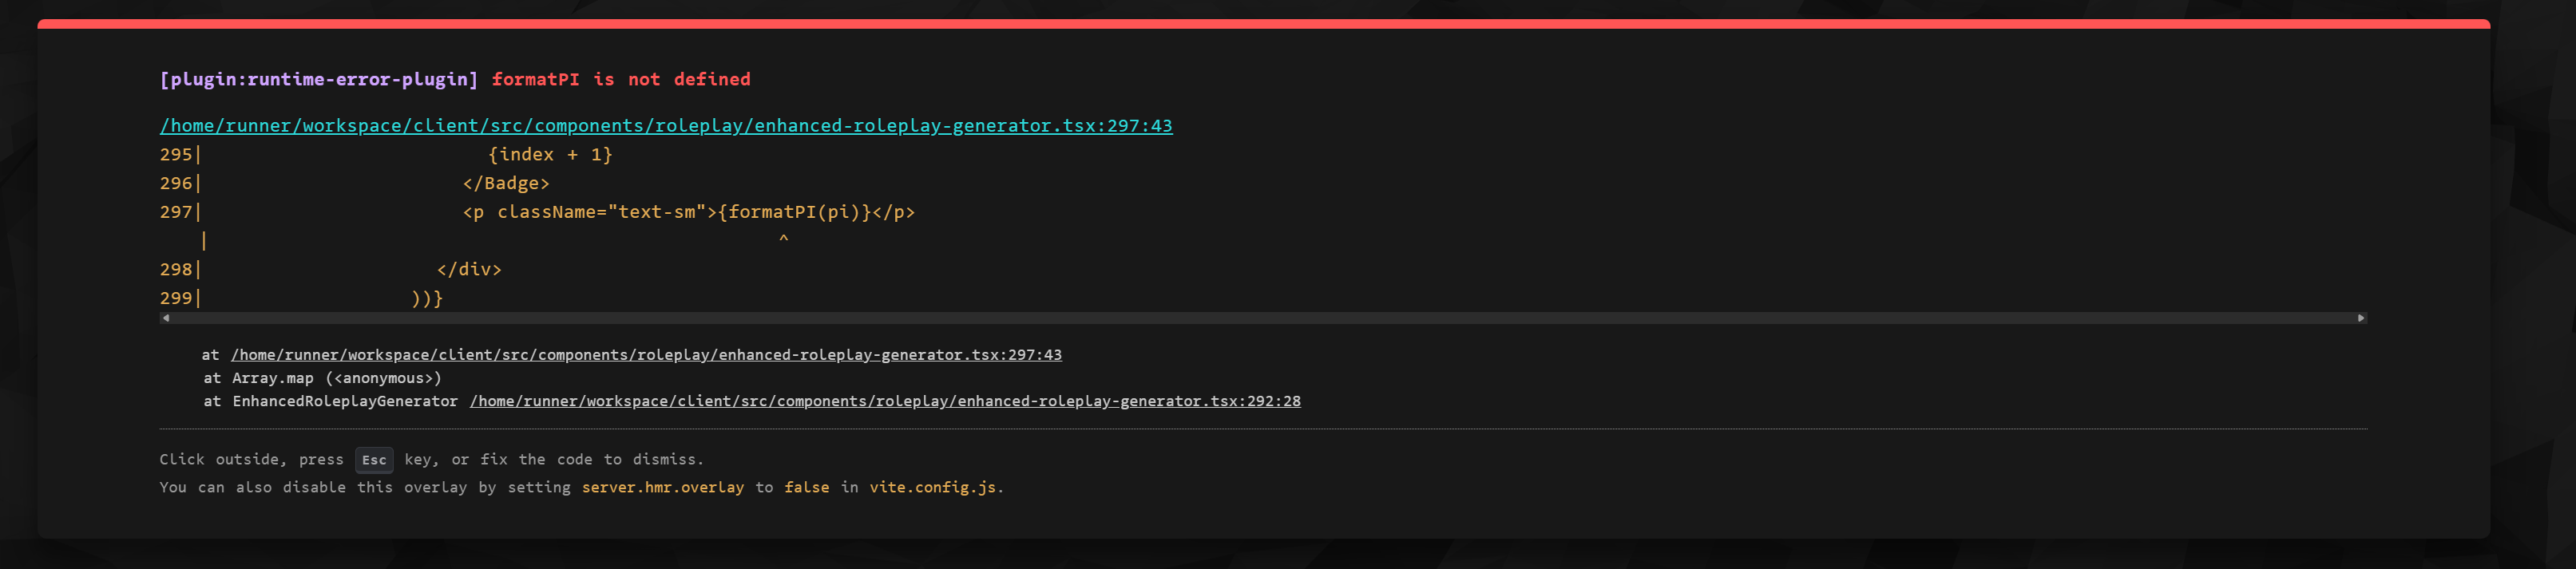 [plugin:runtime-error-plugin] formatPI is not defined
/home/runner/workspace/client/src/components/roleplay/enhanced-roleplay-generator.tsx:297:43
295|                          {index + 1}
296|                        </Badge>
297|                        <p className="text-sm">{formatPI(pi)}</p>
   |                                                     ^
298|                      </div>
299|                    ))}
at /home/runner/workspace/client/src/components/roleplay/enhanced-roleplay-generator.tsx:297:43
at Array.map (<anonymous>)
at EnhancedRoleplayGenerator /home/runner/workspace/client/src/components/roleplay/enhanced-roleplay-generator.tsx:292:28
Click outside, press Esc key, or fix the code to dismiss.
You can also disable this overlay by setting server.hmr.overlay to false in vite.config.js.